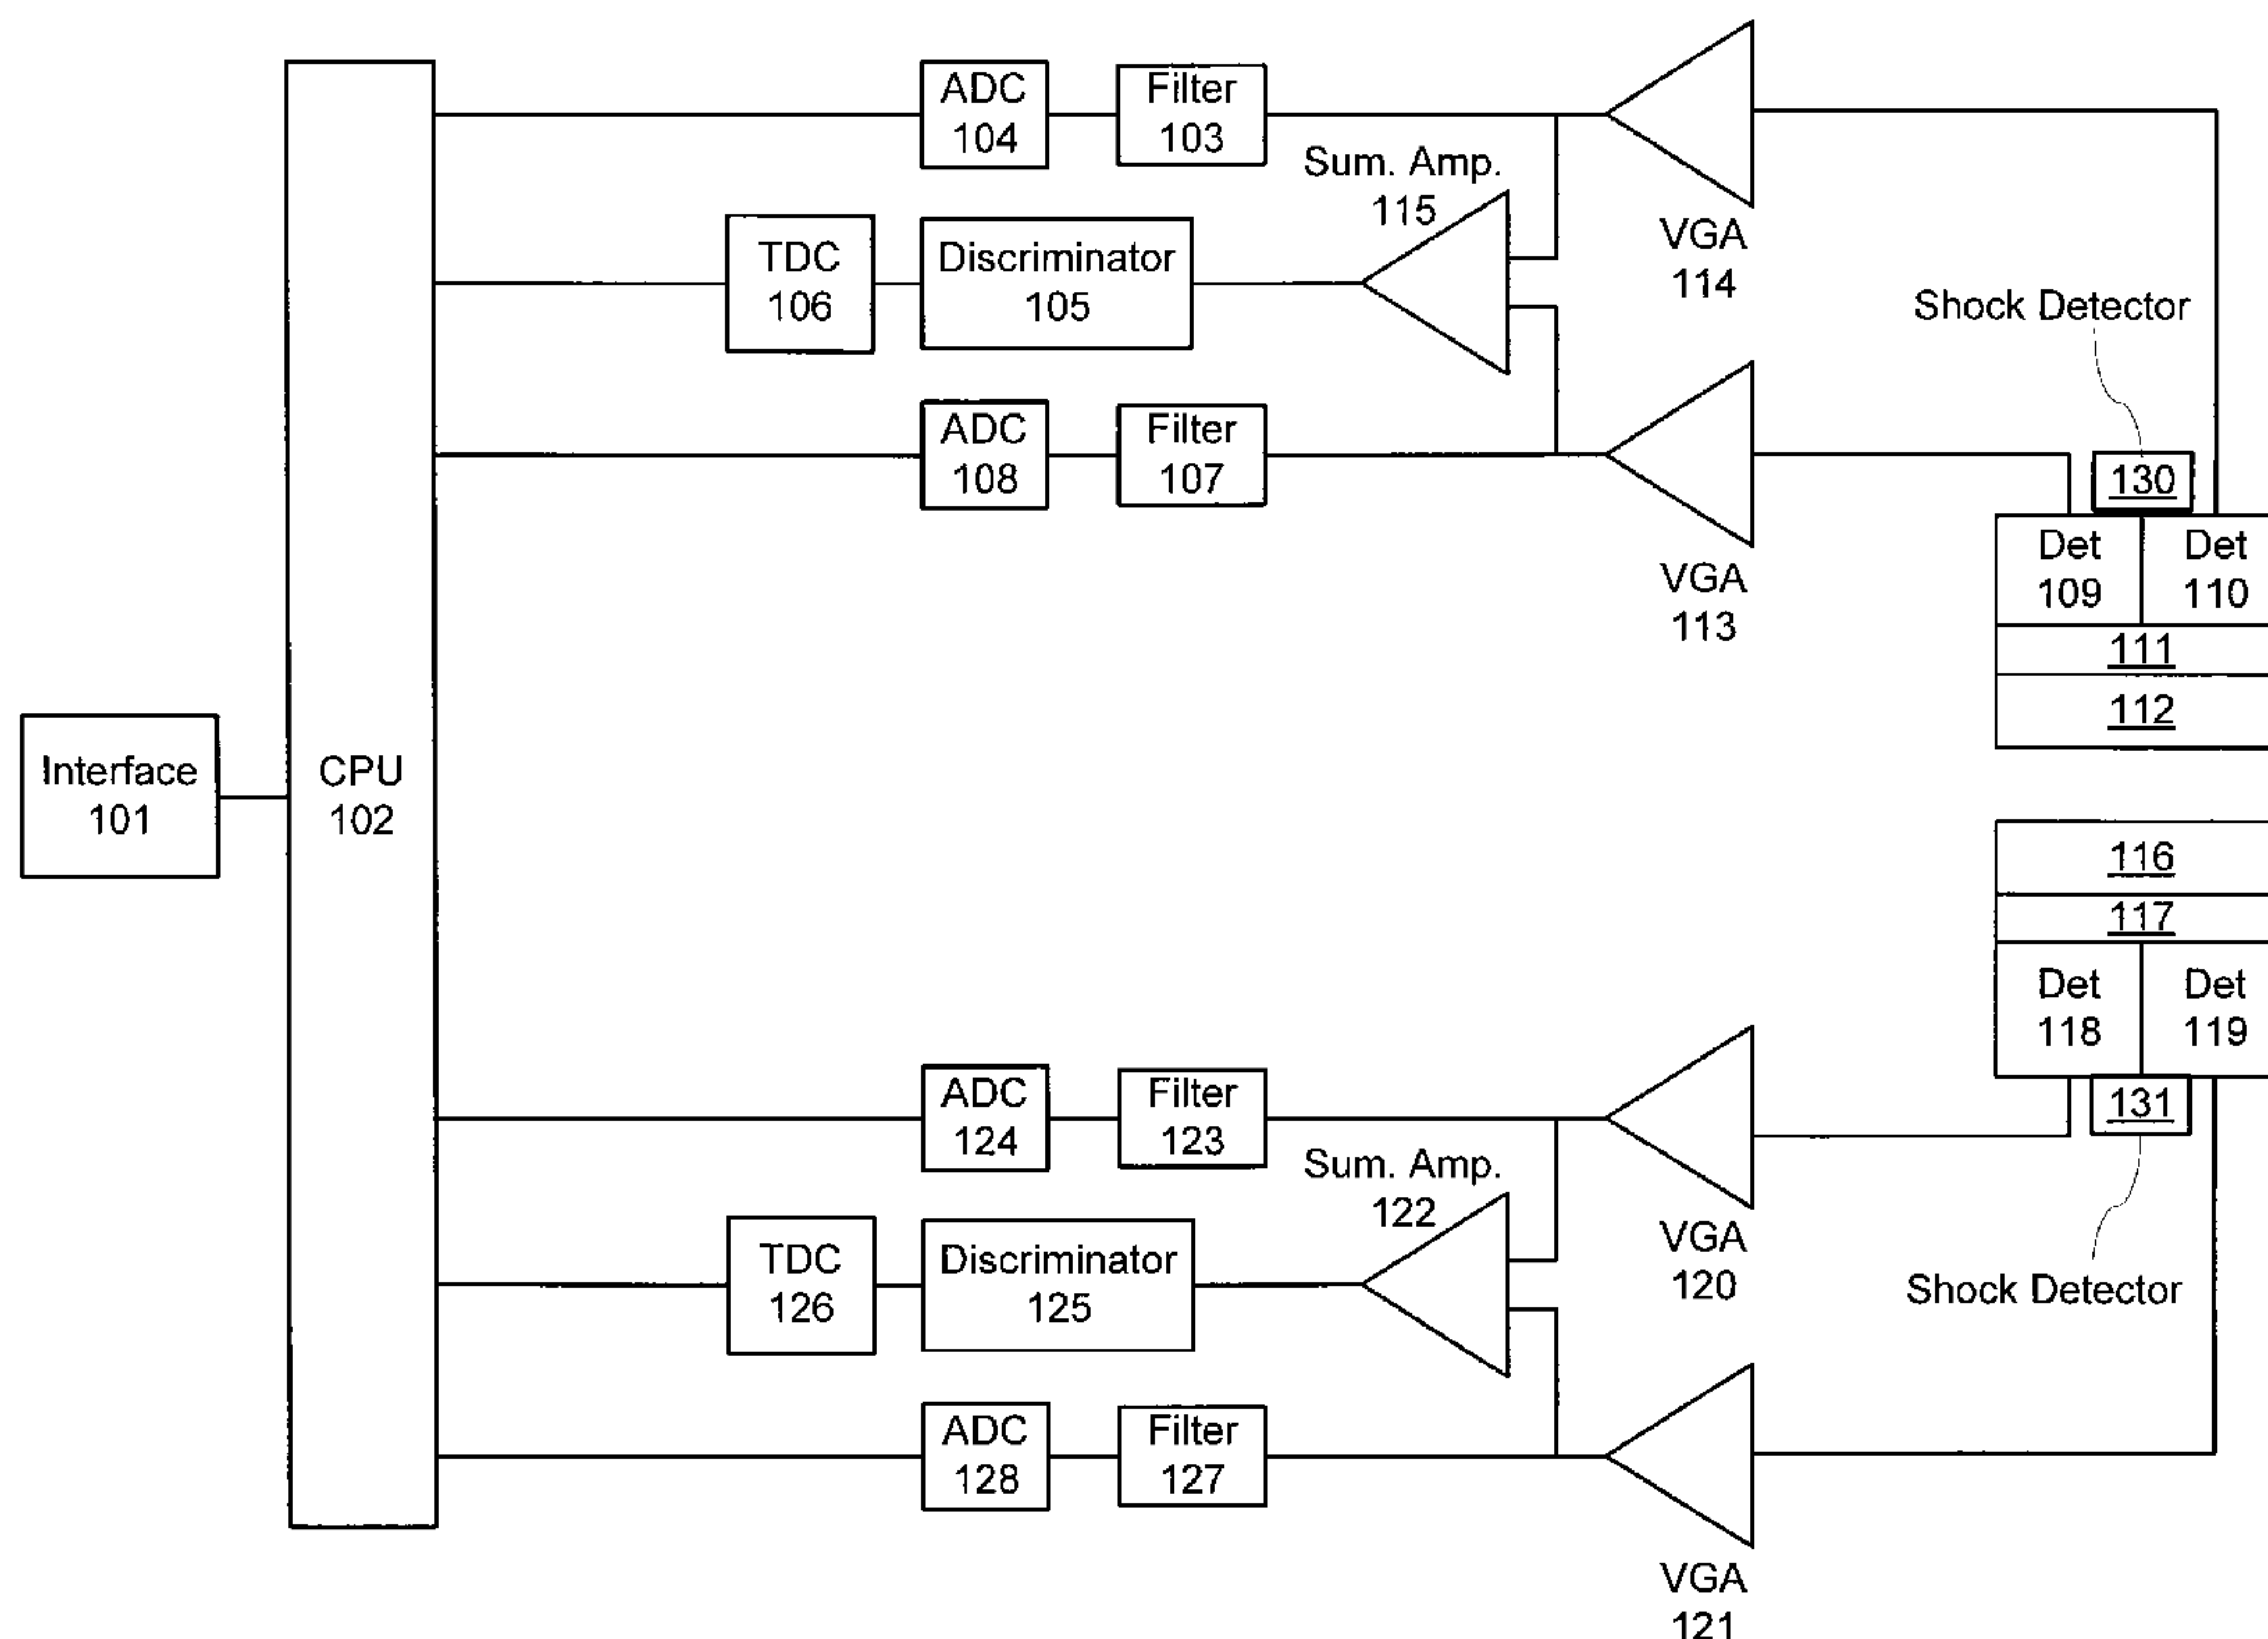 ADC
104
Filter
103
Sum. Amp.
115
VGA
114
TDC
106
Discriminator
105
Shock Detector
130
ADC
108
Filter
107
VGA
113
Det
109
Det
110
111
112
Interface
101
CPU
102
116
117
Det
118
Det
119
131
Shock Detector
ADC
124
Filter
123
Sum. Amp.
122
VGA
120
TDC
126
Discriminator
125
ADC
128
Filter
127
VGA
121